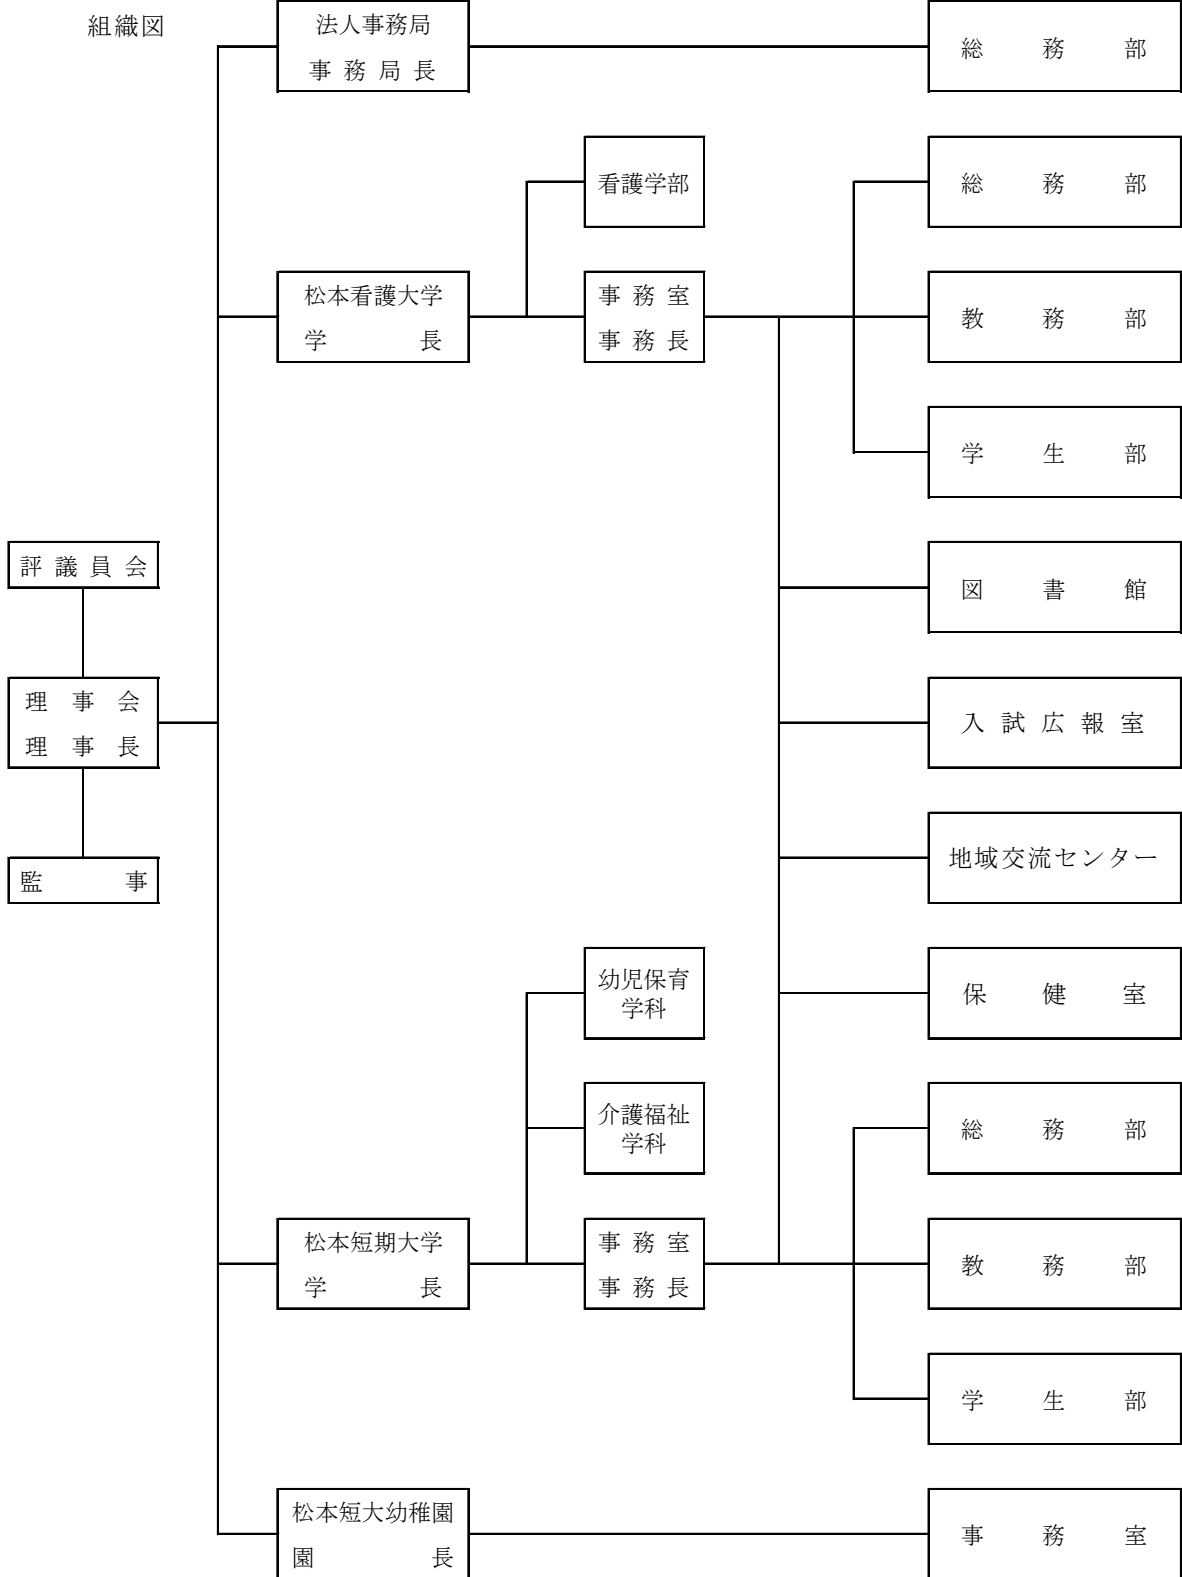 組織図
法人事務局
事務局長
総務部
看護学部
総務部
松本看護大学
学長
事務室
事務長
教務部
学生部
評議員会
図書館
理事会
理事長
入試広報室
監事
地域交流センター
幼児保育
学科
保健室
介護福祉
学科
総務部
松本短期大学
学長
事務室
事務長
教務部
学生部
松本短大幼稚園
園長
事務室